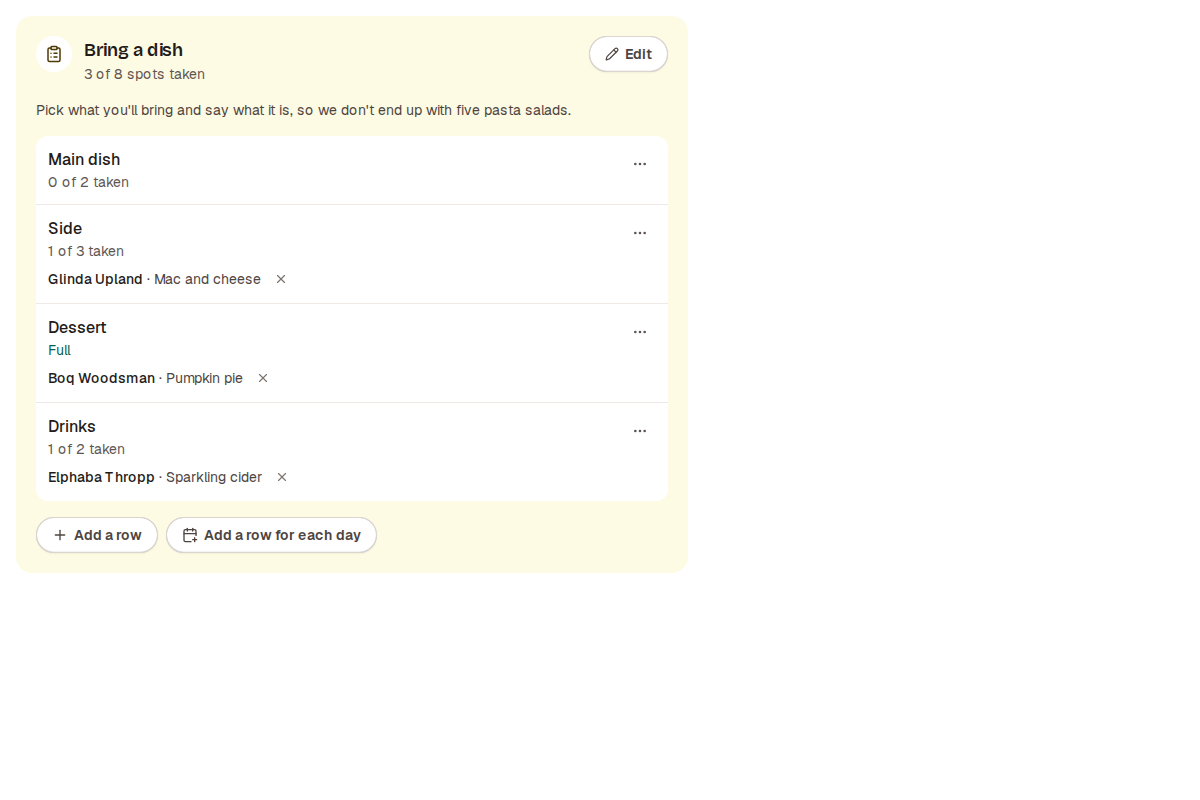 Bring a dish
3 of 8 spots taken
Edit
Pick what you'll bring and say what it is, so we don't end up with five pasta salads.
Main dish
0 of 2 taken
Side
1 of 3 taken
Glinda Upland · Mac and cheese
Dessert
Full
Boq Woodsman · Pumpkin pie
Drinks
1 of 2 taken
Elphaba Thropp · Sparkling cider
Add a row
Add a row for each day